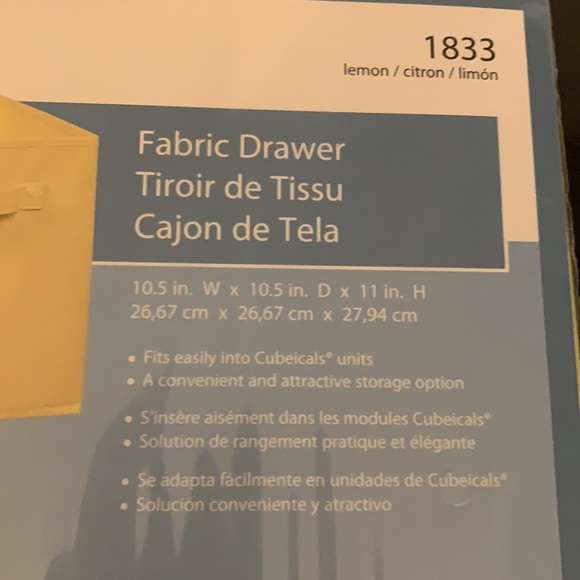 1833
lemon / citron / limón
Fabric Drawer
Tiroir de Tissu
Cajon de Tela
10.5 in. W x 10.5 in. D x 11 in. H
26,67 cm x 26,67 cm x 27,94 cm
• Fits easily into Cubeicals® units
• A convenient and attractive storage option
• S'insère aisément dans les modules Cubeicals®
• Solution de rangement pratique et élégante
• Se adapta fácilmente en unidades de Cubeicals®
• Solución conveniente y atractivo